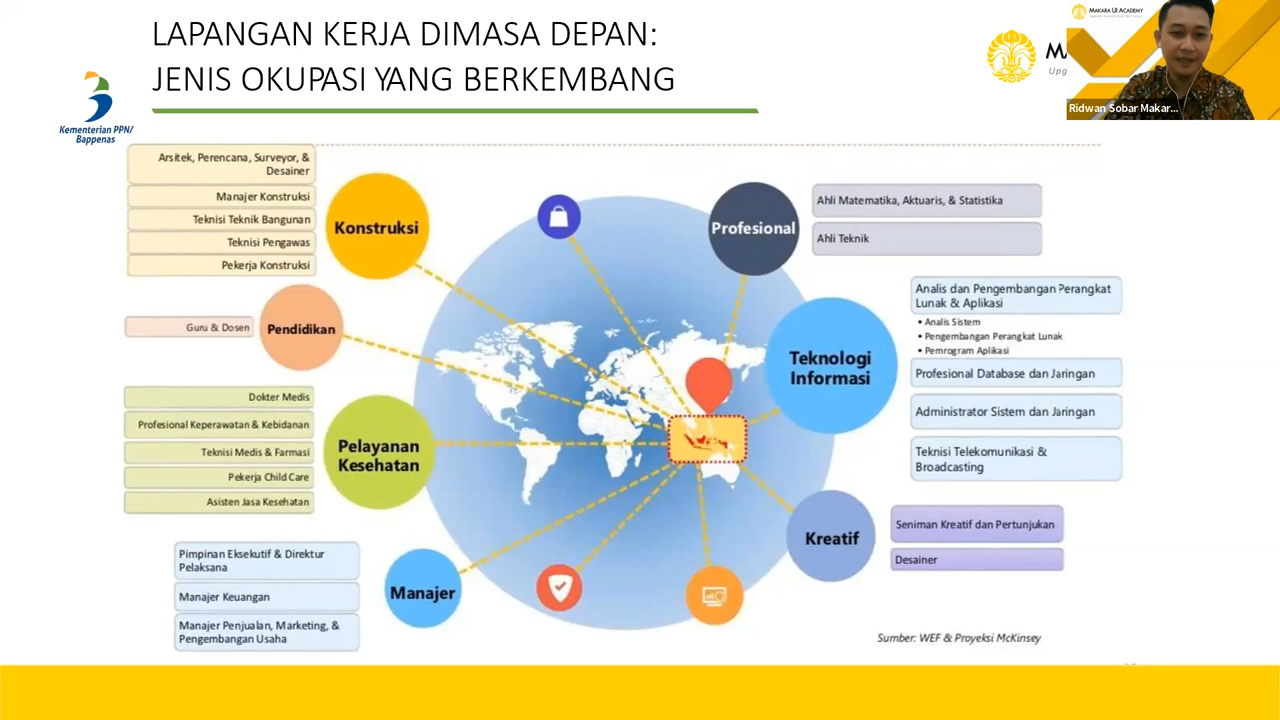 LAPANGAN KERJA DIMASA DEPAN:
JENIS OKUPASI YANG BERKEMBANG
Kementerian PPN/
Bappenas
MAKARA UI ACADEMY
Upg
Ridwan Sobar Makar...
Arsitek, Perencana, Surveyor, &
Desainer
Manajer Konstruksi
Teknisi Teknik Bangunan
Teknisi Pengawas
Pekerja Konstruksi
Konstruksi
Guru & Dosen
Pendidikan
Dokter Medis
Profesional Keperawatan & Kebidanan
Teknisi Medis & Farmasi
Pekerja Child Care
Asisten Jasa Kesehatan
Pelayanan
Kesehatan
Pimpinan Eksekutif & Direktur
Pelaksana
Manajer Keuangan
Manajer Penjualan, Marketing, &
Pengembangan Usaha
Manajer
Profesional
Ahli Matematika, Aktuaris, & Statistika
Ahli Teknik
Teknologi
Informasi
Analis dan Pengembangan Perangkat
Lunak & Aplikasi
• Analis Sistem
• Pengembangan Perangkat Lunak
• Pemrogram Aplikasi
Profesional Database dan Jaringan
Administrator Sistem dan Jaringan
Teknisi Telekomunikasi &
Broadcasting
Kreatif
Seniman Kreatif dan Pertunjukan
Desainer
Sumber: WEF & Proyeksi McKinsey